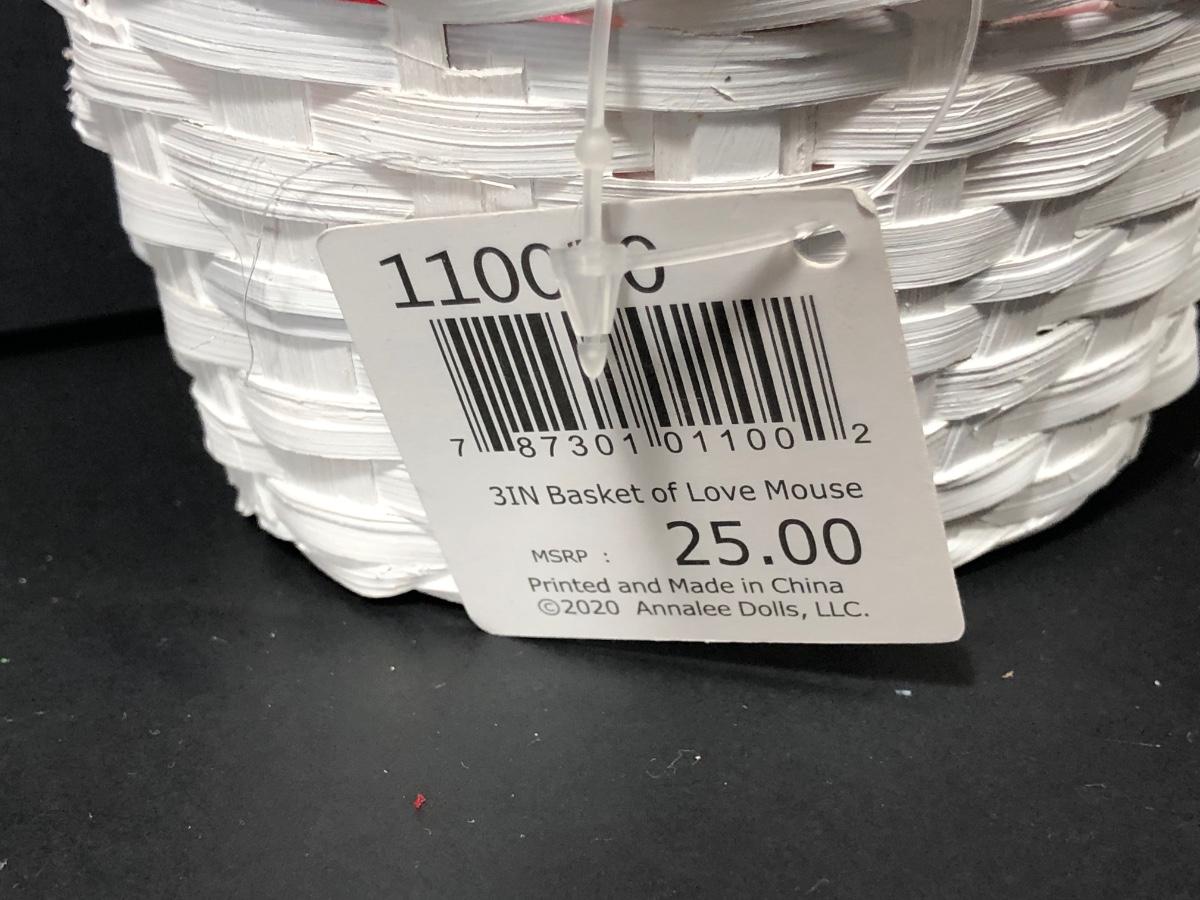 7 87301 01100 2
3IN Basket of Love Mouse
MSRP : 25.00
Printed and Made in China
©2020 Annalee Dolls, LLC.